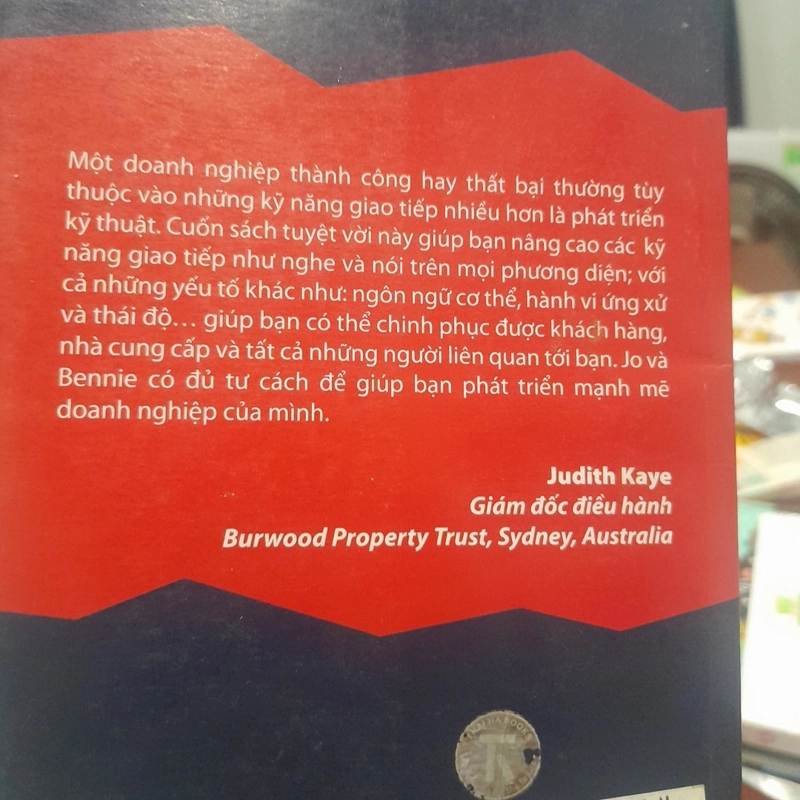 Một doanh nghiệp thành công hay thất bại thường tùy
thuộc vào những kỹ năng giao tiếp nhiều hơn là phát triển
kỹ thuật. Cuốn sách tuyệt vời này giúp bạn nâng cao các kỹ
năng giao tiếp như nghe và nói trên mọi phương diện; với
cả những yếu tố khác như: ngôn ngữ cơ thể, hành vi ứng xử
và thái độ... giúp bạn có thể chinh phục được khách hàng,
nhà cung cấp và tất cả những người liên quan tới bạn. Jo và
Bennie có đủ tư cách để giúp bạn phát triển mạnh mẽ
doanh nghiệp của mình.
Judith Kaye
Giám đốc điều hành
Burwood Property Trust, Sydney, Australia